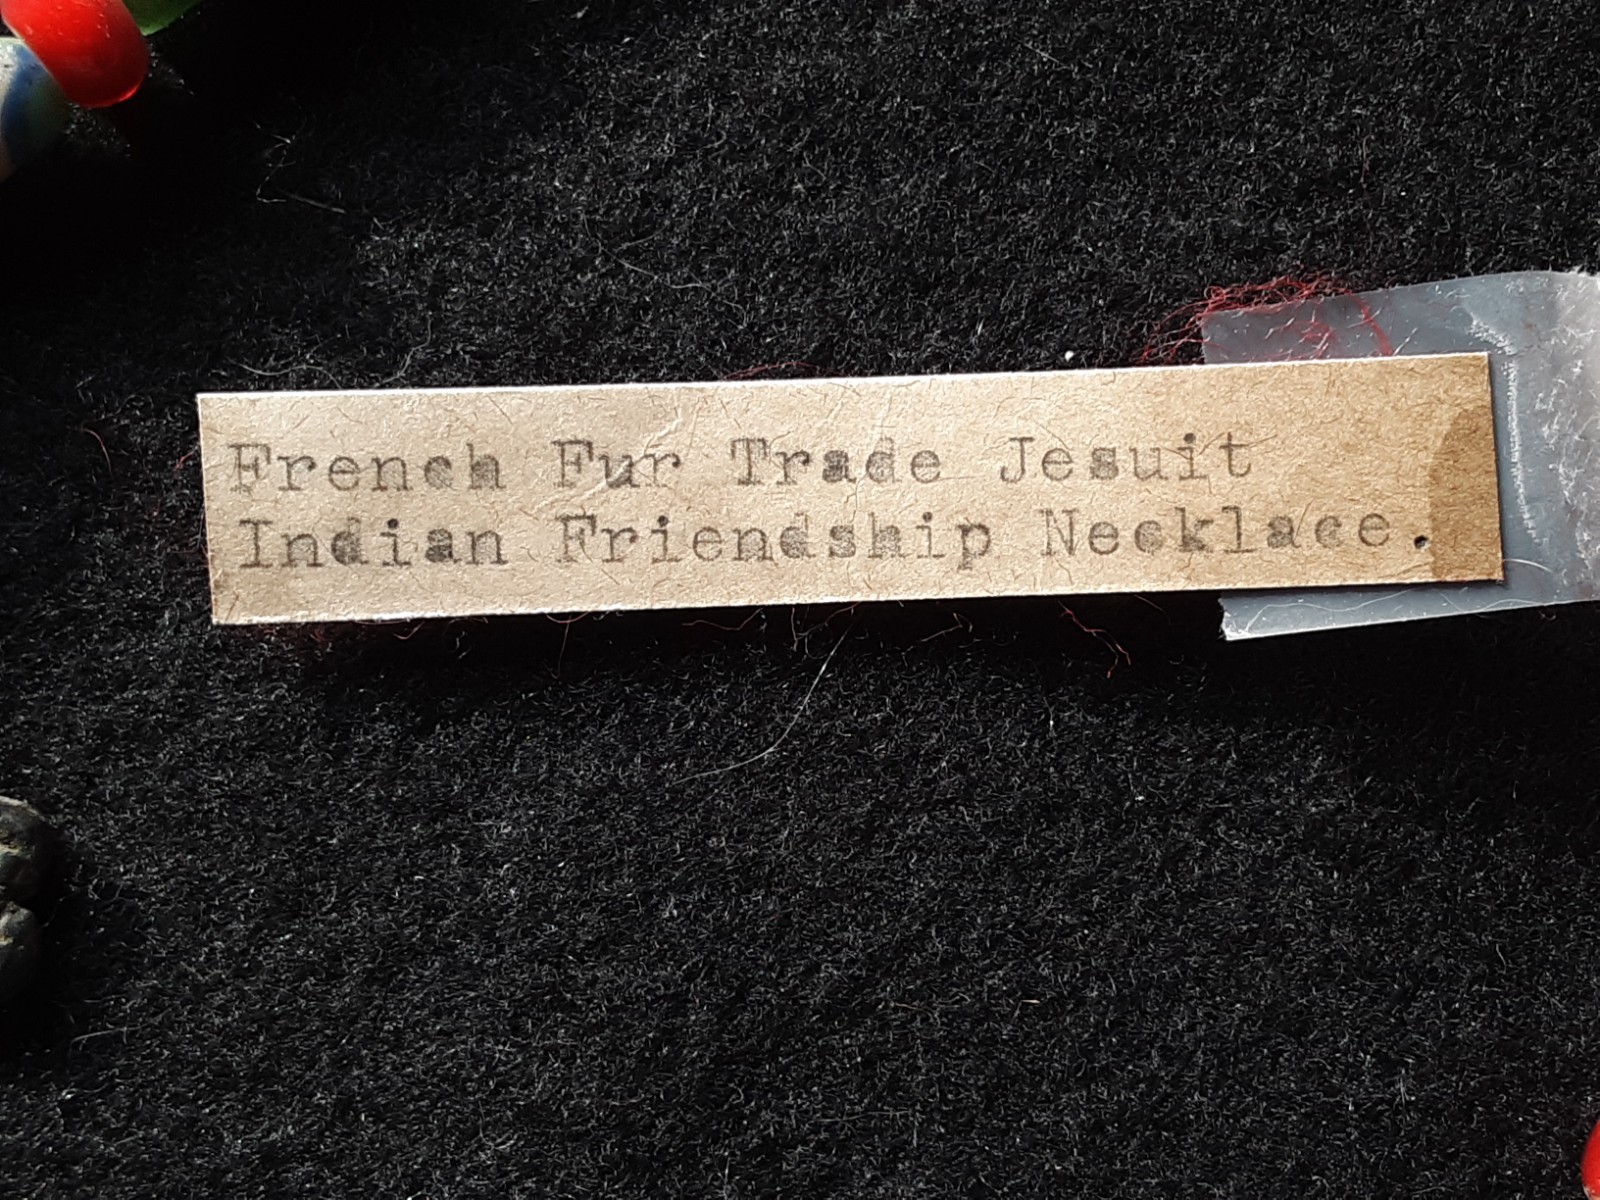 French Fur Trade Jesuit
Indian Friendship Necklace.